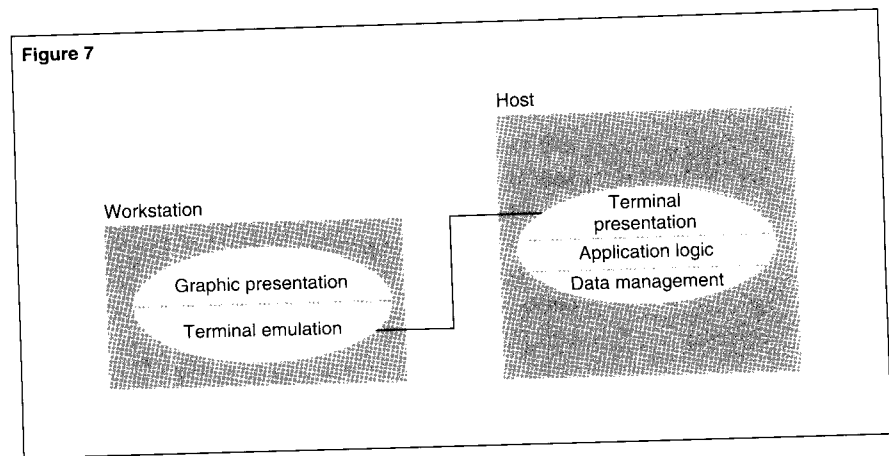 Figure 7
Host
Workstation
Terminal
presentation
Application logic
Data management
Graphic presentation
Terminal emulation